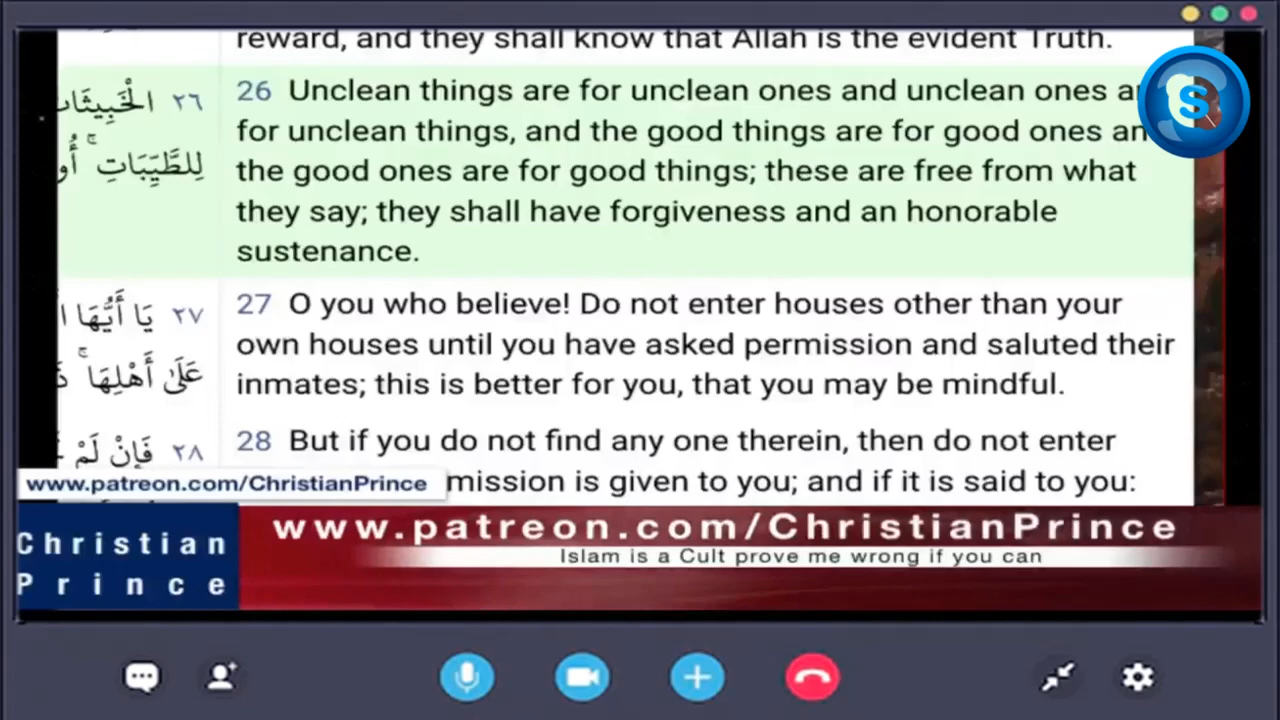 reward, and they shall know that Allah is the evident Truth.
الْخَبِيثَات ٢٦
26 Unclean things are for unclean ones and unclean ones
for unclean things, and the good things are for good ones
لِلطَّيِّبَاتِ ۚ
the good ones are for good things; these are free from what
they say; they shall have forgiveness and an honorable
sustenance.
يَا أَيُّهَا ٢٧
27 O you who believe! Do not enter houses other than your
own houses until you have asked permission and saluted their
عَلَىٰ أَهْلِهَا ۚ
inmates; this is better for you, that you may be mindful.
فَإِنْ لَمْ ٢٨
28 But if you do not find any one therein, then do not enter
mission is given to you; and if it is said to you:
www.patreon.com/ChristianPrince
Christian
Prince
www.patreon.com/ChristianPrince
Islam is a Cult prove me wrong if you can
S